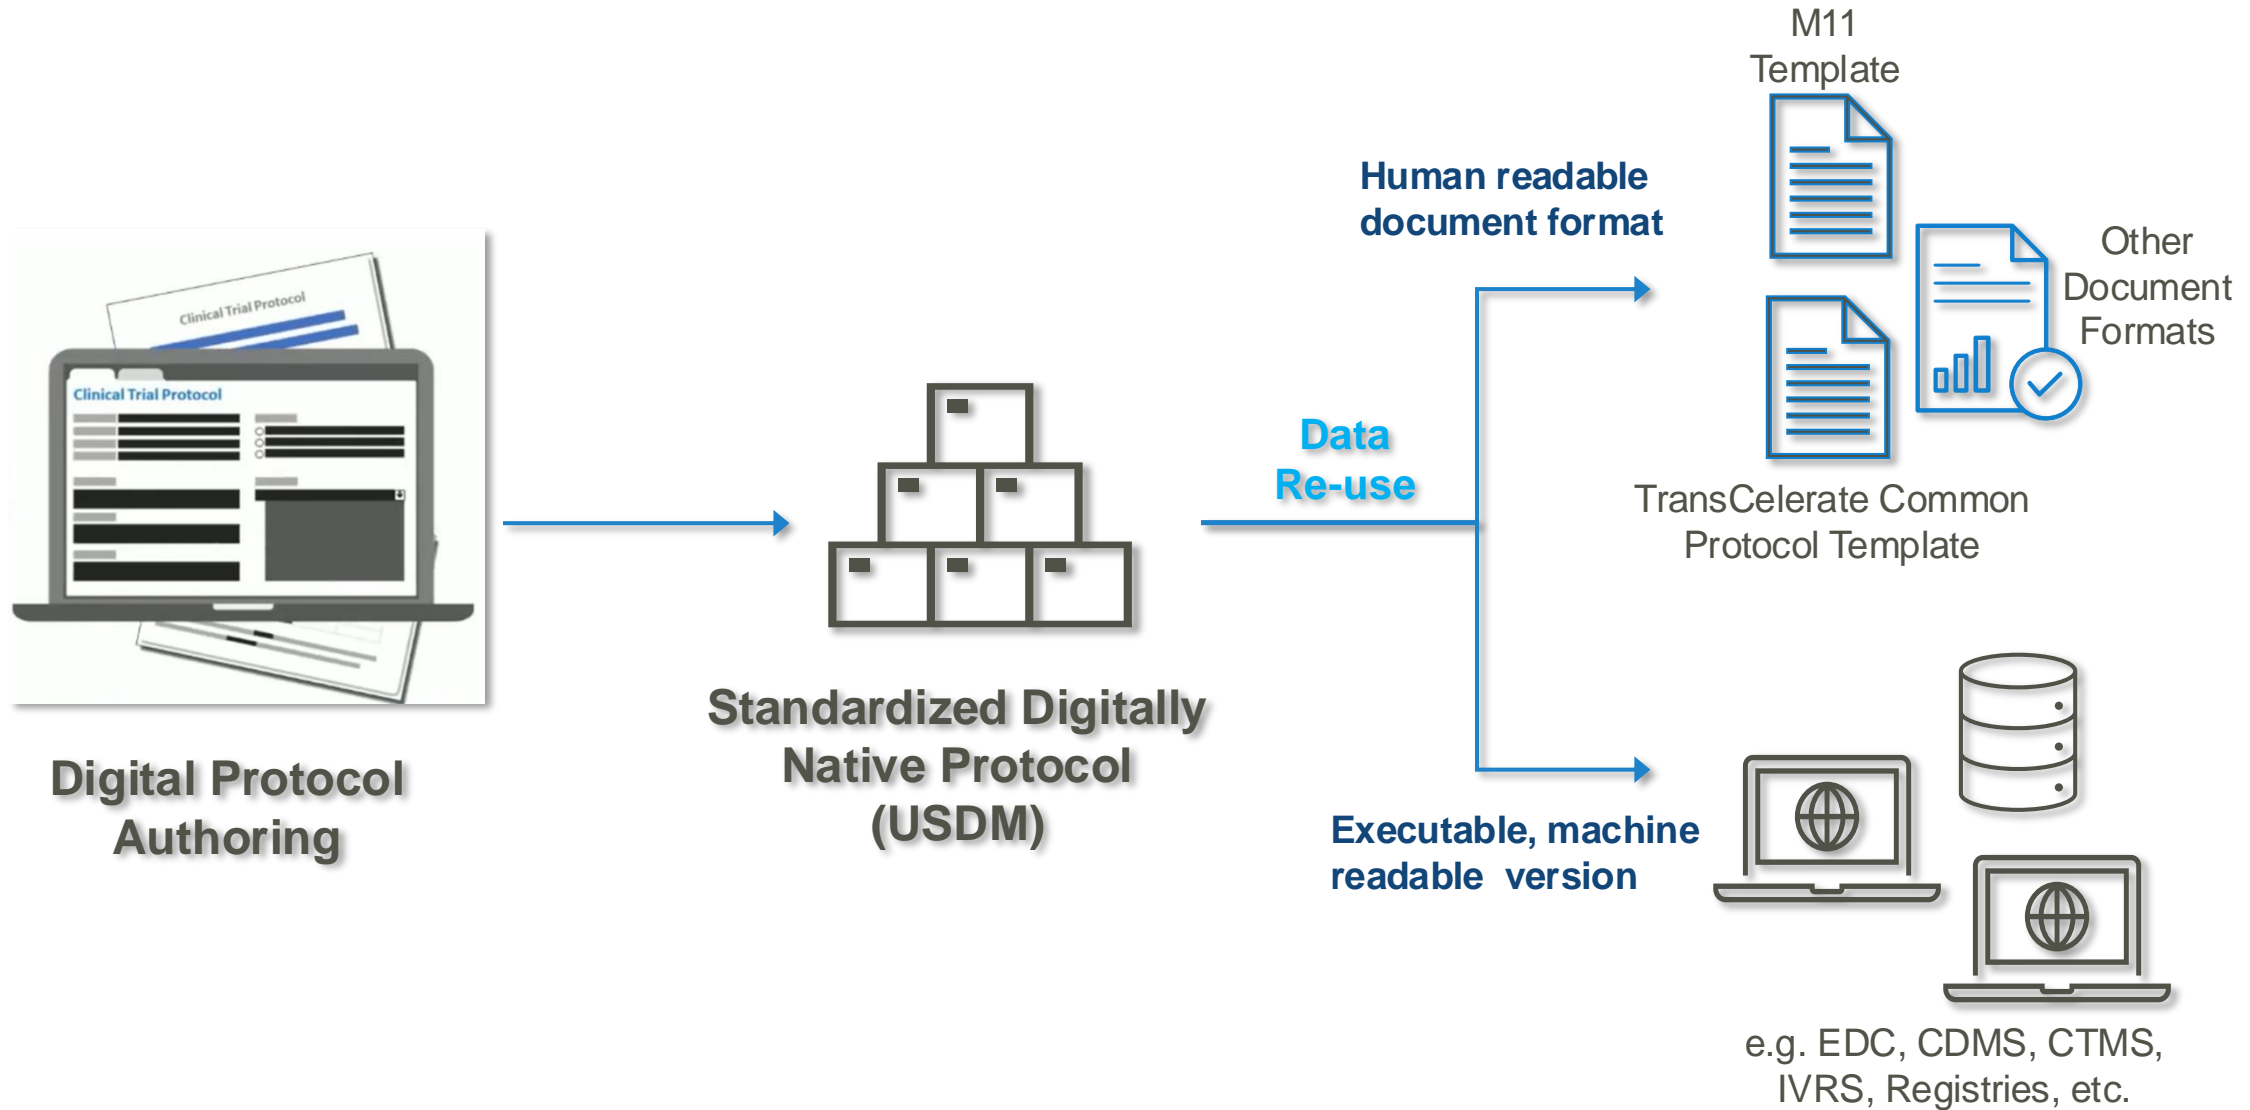 Clinical Trial Protocol
Clinical Trial Protocol
Digital Protocol
Authoring
Standardized Digitally
Native Protocol
(USDM)
Data
Re-use
Human readable
document format
M11
Template
Other
Document
Formats
TransCelerate Common
Protocol Template
Executable, machine
readable  version
e.g. EDC, CDMS, CTMS,
IVRS, Registries, etc.